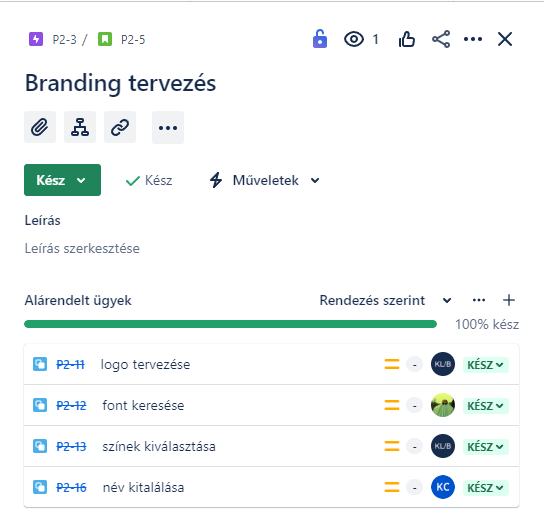 P2-3 / P2-5 1
Branding tervezés
Kész Kész Műveletek
Leírás
Leírás szerkesztése
Alárendelt ügyek Rendezés szerint
100% kész
P2-11 logo tervezése - KL/B KÉSZ
P2-12 font keresése - KÉSZ
P2-13 színek kiválasztása - KL/B KÉSZ
P2-16 név kitalálása - KC KÉSZ